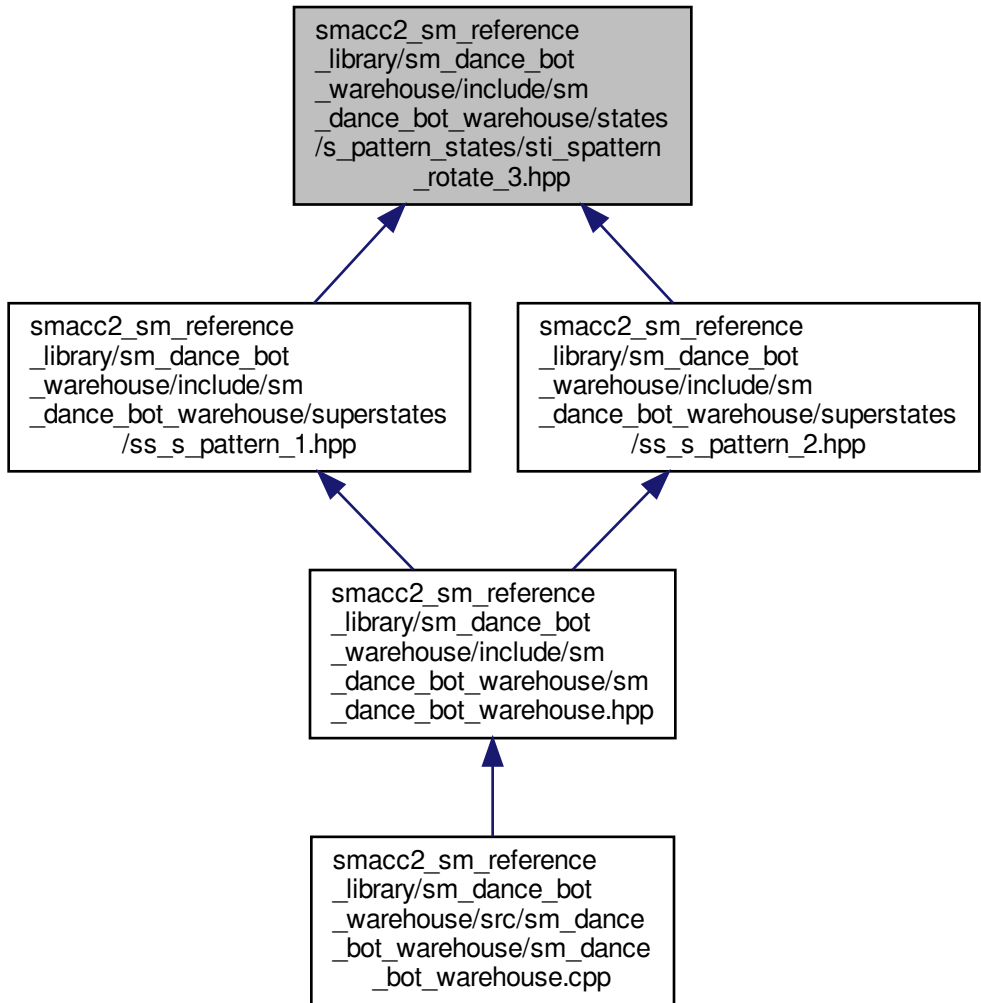 smacc2_sm_reference
_library/sm_dance_bot
_warehouse/include/sm
_dance_bot_warehouse/states
/s_pattern_states/sti_spattern
_rotate_3.hpp
smacc2_sm_reference
_library/sm_dance_bot
_warehouse/include/sm
_dance_bot_warehouse/superstates
/ss_s_pattern_1.hpp
smacc2_sm_reference
_library/sm_dance_bot
_warehouse/include/sm
_dance_bot_warehouse/superstates
/ss_s_pattern_2.hpp
smacc2_sm_reference
_library/sm_dance_bot
_warehouse/include/sm
_dance_bot_warehouse/sm
_dance_bot_warehouse.hpp
smacc2_sm_reference
_library/sm_dance_bot
_warehouse/src/sm_dance
_bot_warehouse/sm_dance
_bot_warehouse.cpp